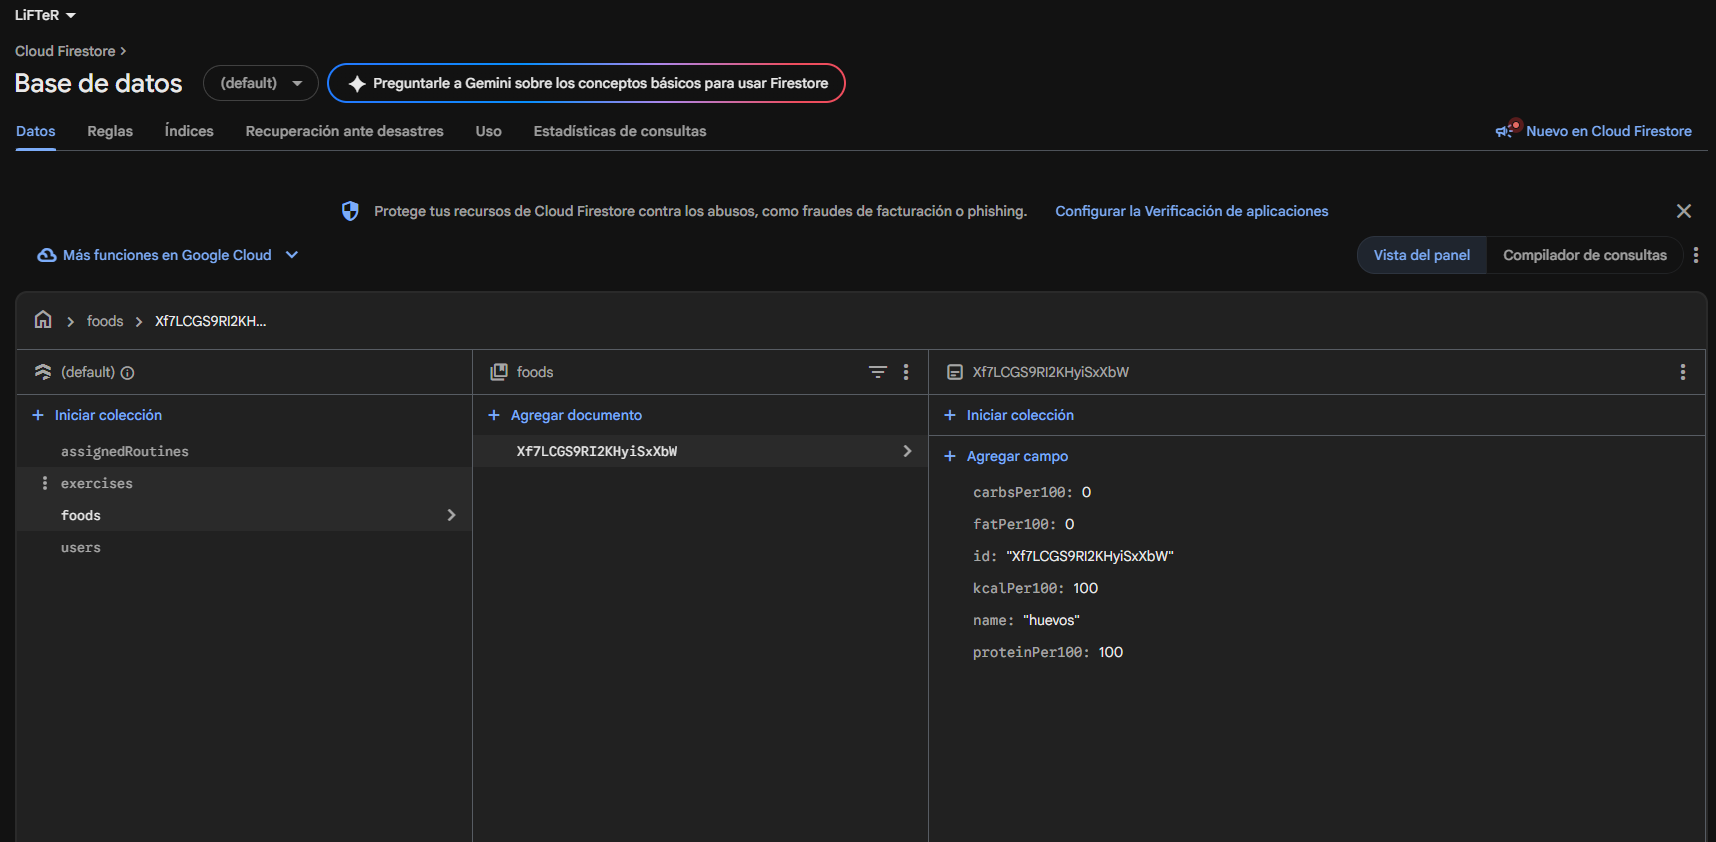 LiFTeR
Cloud Firestore
Base de datos
(default)
Preguntarle a Gemini sobre los conceptos básicos para usar Firestore
Datos
Reglas
Índices
Recuperación ante desastres
Uso
Estadísticas de consultas
Nuevo en Cloud Firestore
Protege tus recursos de Cloud Firestore contra los abusos, como fraudes de facturación o phishing.
Configurar la Verificación de aplicaciones
Más funciones en Google Cloud
Vista del panel
Compilador de consultas
foods
Xf7LCGS9RI2KH...
(default)
foods
Xf7LCGS9RI2KHyiSxXbW
Iniciar colección
Agregar documento
Iniciar colección
assignedRoutines
exercises
foods
users
Xf7LCGS9RI2KHyiSxXbW
Agregar campo
carbsPer100: 0
fatPer100: 0
id: "Xf7LCGS9RI2KHyiSxXbW"
kcalPer100: 100
name: "huevos"
proteinPer100: 100